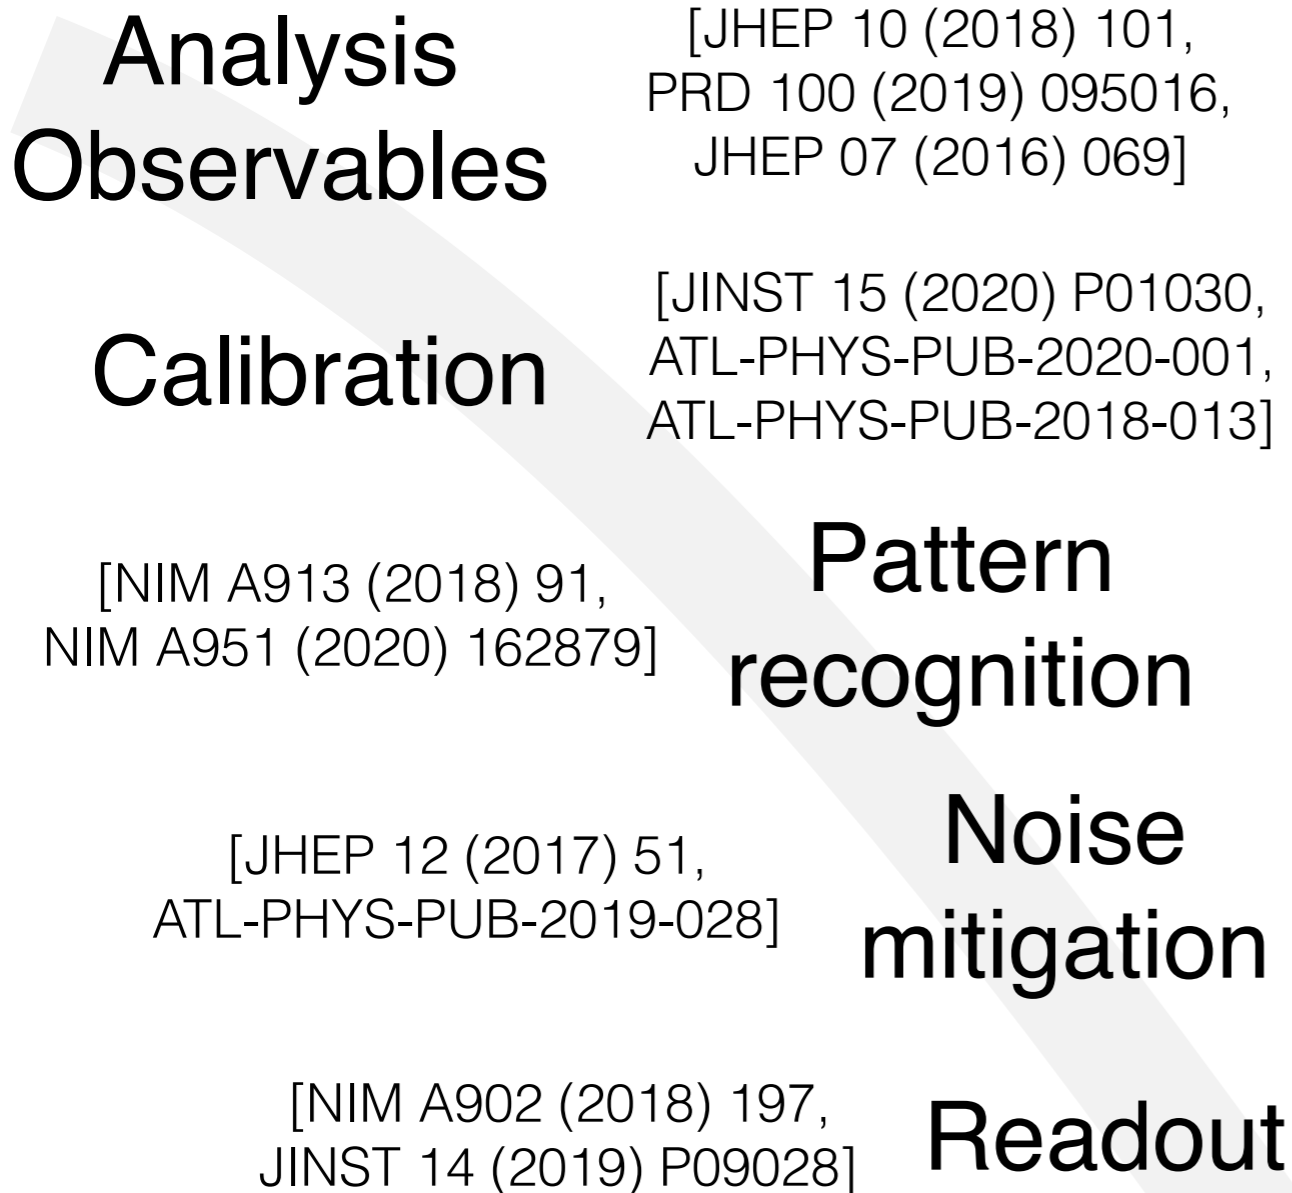 Analysis
Observables
[JHEP 10 (2018) 101,
PRD 100 (2019) 095016,
JHEP 07 (2016) 069]
Calibration
[JINST 15 (2020) P01030,
ATL-PHYS-PUB-2020-001,
ATL-PHYS-PUB-2018-013]
[NIM A913 (2018) 91,
NIM A951 (2020) 162879]
Pattern
recognition
[JHEP 12 (2017) 51,
ATL-PHYS-PUB-2019-028]
Noise
mitigation
[NIM A902 (2018) 197,
JINST 14 (2019) P09028]
Readout